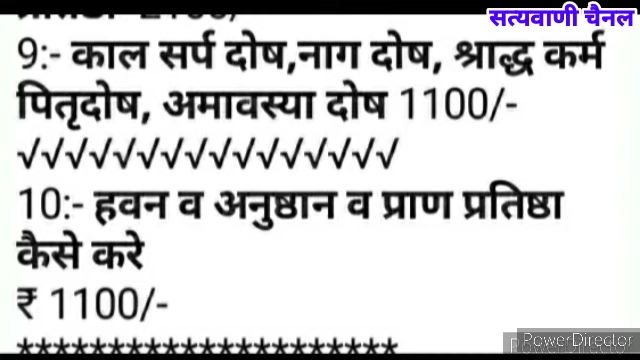 सत्यवाणी चैनल
9:- काल सर्प दोष,नाग दोष, श्राद्ध कर्म
पितृदोष, अमावस्या दोष 1100/-
√√√√√√√√√√√√√√√√
10:- हवन व अनुष्ठान व प्राण प्रतिष्ठा
कैसे करे
₹ 1100/-
*********************
PowerDirector